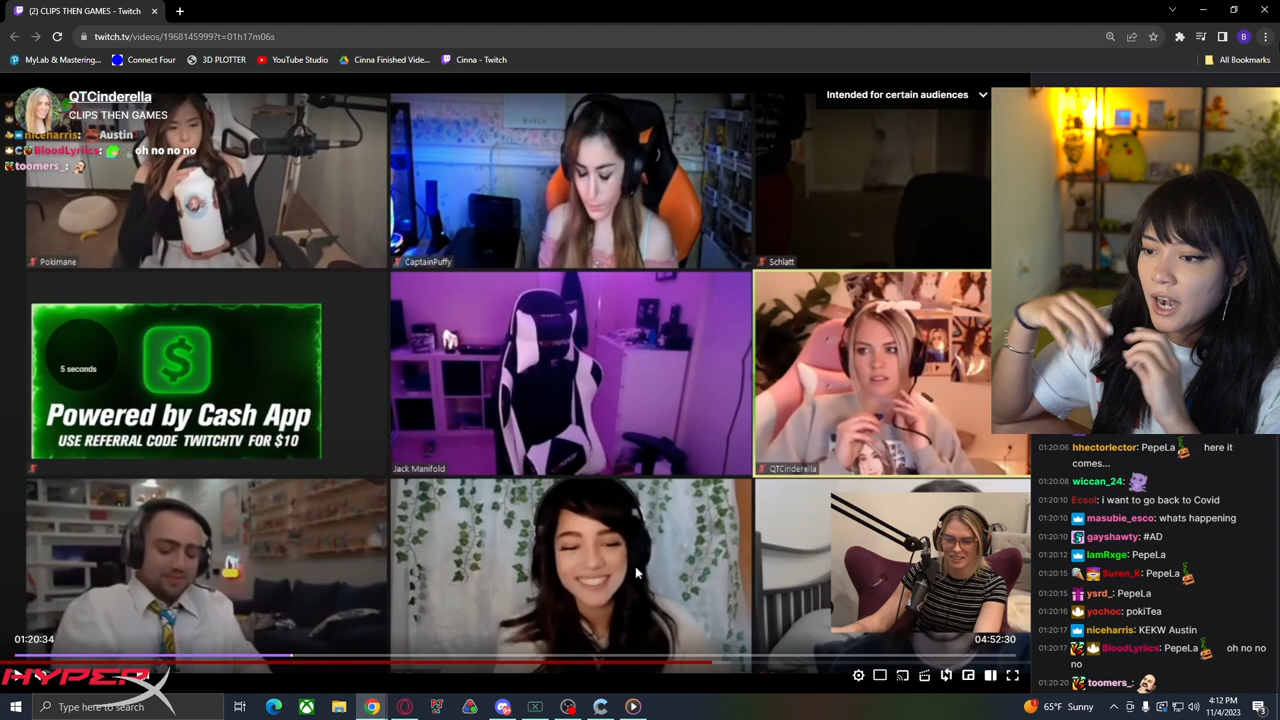 (2) CLIPS THEN GAMES - Twitch
twitch.tv/videos/1968145999?t=01h17m06s
MyLab & Mastering...
Connect Four
3D PLOTTER
YouTube Studio
Cinna Finished Vide...
Cinna - Twitch
All Bookmarks
QTCinderella
CLIPS THEN GAMES
niceharris: Austin
BloodLyriics: oh no no no
toomers_:
Intended for certain audiences
Pokimane
CaptainPuffy
Schlatt
5 seconds
Powered by Cash App
USE REFERRAL CODE TWITCHTV FOR $10
Jack Manifold
QTCinderella
01:20:34
04:52:30
HYPERX
01:20:06 hhectorlector: PepeLa here it
comes...
01:20:08 wiccan_24:
01:20:10 Ecsol: i want to go back to Covid
01:20:10 masubie_esco: whats happening
01:20:10 gayshawty: #AD
01:20:12 IamRxge: PepeLa
01:20:15 Suren_K: PepeLa
01:20:15 ysrd_: PepeLa
01:20:16 yochoc: pokiTea
01:20:17 niceharris: KEKW Austin
01:20:17 BloodLyriics: PepeLa oh no no
no
01:20:20 toomers_:
Type here to search
65°F Sunny
4:12 PM
11/4/2023